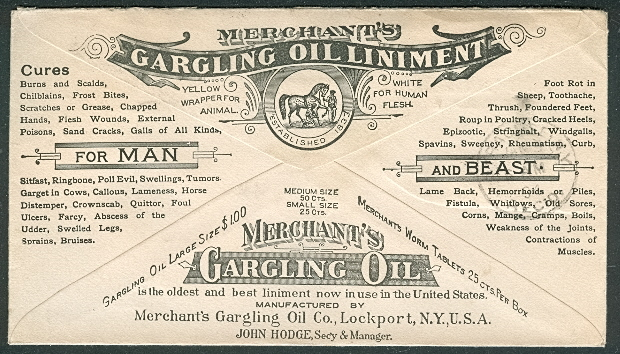 MERCHANT'S
GARGLING OIL LINIMENT
Cures
Burns and Scalds,
Chilblains, Frost Bites,
Scratches or Grease, Chapped
Hands, Flesh Wounds, External
Poisons, Sand Cracks, Galls of All Kinds,
YELLOW
WRAPPER FOR
ANIMAL.
ESTABLISHED 1833
WHITE
FOR HUMAN
FLESH.
Foot Rot in
Sheep, Toothache,
Thrush, Foundered Feet,
Roup in Poultry, Cracked Heels,
Epizootic, Stringhalt, Windgalls,
Spavins, Sweeney, Rheumatism, Curb,
FOR MAN
AND BEAST.
Sitfast, Ringbone, Poll Evil, Swellings, Tumors
Garget in Cows, Callous, Lameness, Horse
Distemper, Crownscab, Quittor, Foul
Ulcers, Farcy, Abscess of the
Udder, Swelled Legs,
Sprains, Bruises.
MEDIUM SIZE
50 CTS.
SMALL SIZE
25 CTS.
Lame Back, Hemorrhoids or Piles,
Fistula, Whitlows, Old Sores,
Corns, Mange, Cramps, Boils,
Weakness of the Joints,
Contractions of
Muscles.
GARGLING OIL LARGE SIZE $1.00
MERCHANT'S WORM TABLETS 25 CTS. PER BOX
MERCHANT'S
GARGLING OIL
is the oldest and best liniment now in use in the United States.
MANUFACTURED BY
Merchant's Gargling Oil Co., Lockport, N.Y., U.S.A.
JOHN HODGE, Secy & Manager.